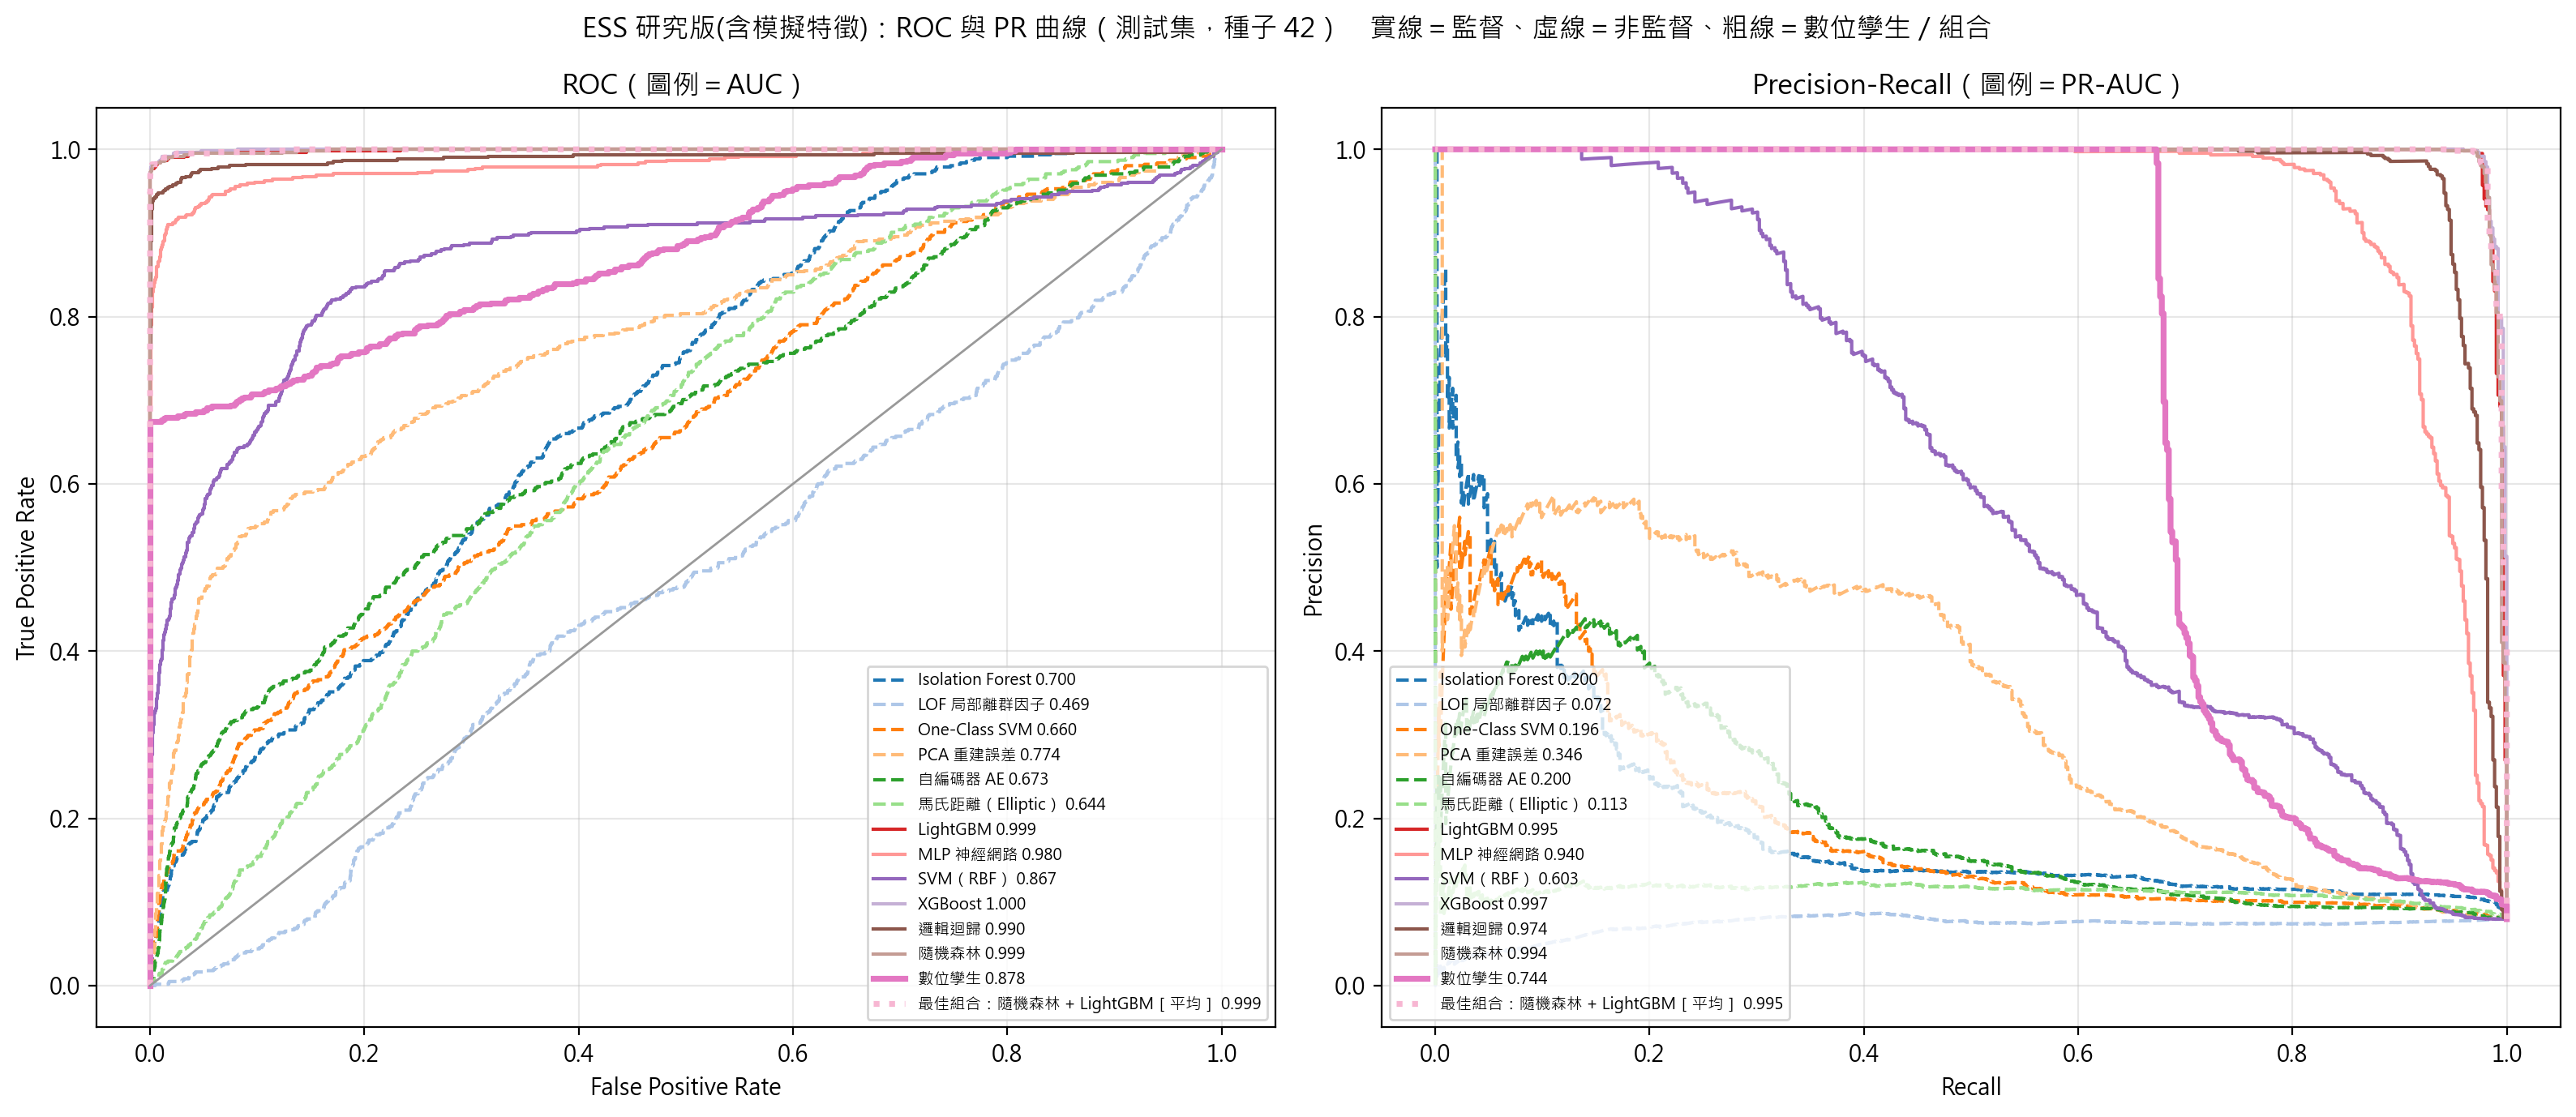 ESS 研究版(含模擬特徵)：ROC 與 PR 曲線（測試集，種子 42）　實線＝監督、虛線＝非監督、粗線＝數位孿生／組合
ROC（圖例＝AUC）
1.0
0.8
0.6
0.4
0.2
0.0
True Positive Rate
Isolation Forest 0.700
LOF 局部離群因子 0.469
One-Class SVM 0.660
PCA 重建誤差 0.774
自編碼器 AE 0.673
馬氏距離（Elliptic） 0.644
LightGBM 0.999
MLP 神經網路 0.980
SVM（RBF） 0.867
XGBoost 1.000
邏輯迴歸 0.990
隨機森林 0.999
數位孿生 0.878
最佳組合：隨機森林 + LightGBM［平均］ 0.999
0.0 0.2 0.4 0.6 0.8 1.0
False Positive Rate
Precision-Recall（圖例＝PR-AUC）
1.0
0.8
0.6
0.4
0.2
0.0
Precision
Isolation Forest 0.200
LOF 局部離群因子 0.072
One-Class SVM 0.196
PCA 重建誤差 0.346
自編碼器 AE 0.200
馬氏距離（Elliptic） 0.113
LightGBM 0.995
MLP 神經網路 0.940
SVM（RBF） 0.603
XGBoost 0.997
邏輯迴歸 0.974
隨機森林 0.994
數位孿生 0.744
最佳組合：隨機森林 + LightGBM［平均］ 0.995
0.0 0.2 0.4 0.6 0.8 1.0
Recall